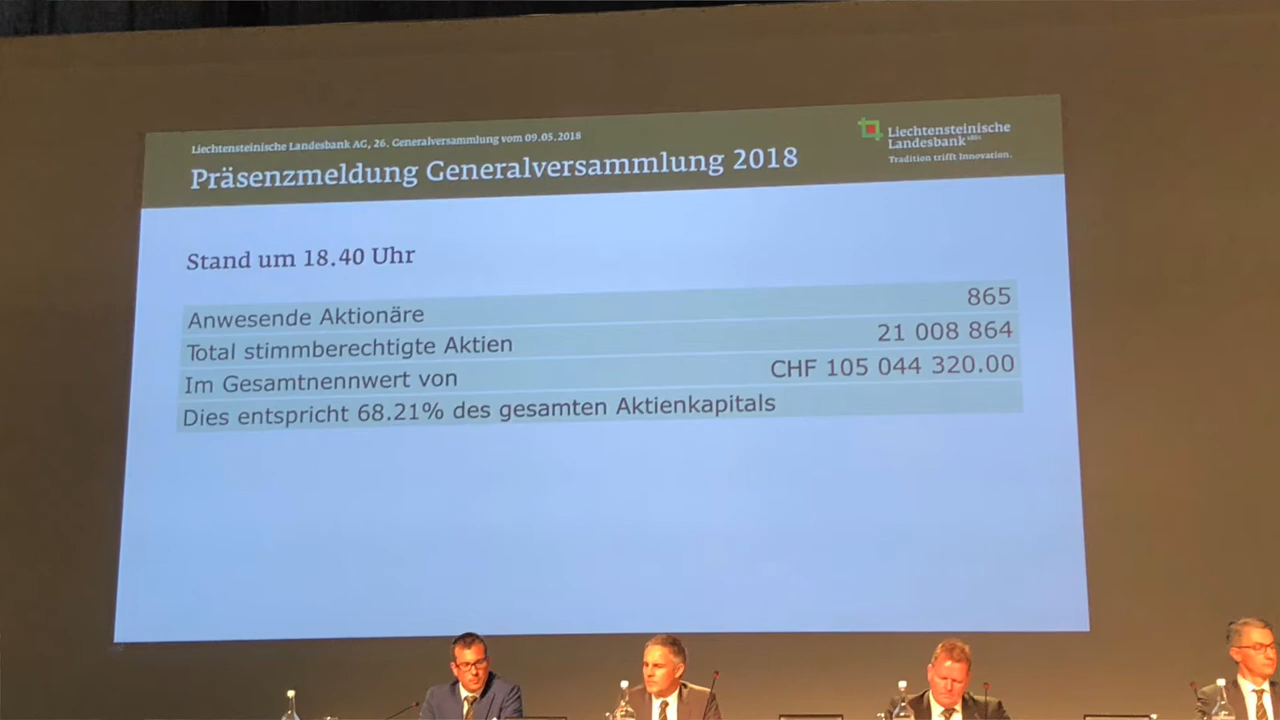 Liechtensteinische Landesbank AG, 26. Generalversammlung vom 09.05.2018
Präsenzmeldung Generalversammlung 2018
Liechtensteinische
Landesbank 1861
Tradition trifft Innovation.
Stand um 18.40 Uhr
Anwesende Aktionäre 865
Total stimmberechtigte Aktien 21 008 864
Im Gesamtnennwert von CHF 105 044 320.00
Dies entspricht 68.21% des gesamten Aktienkapitals